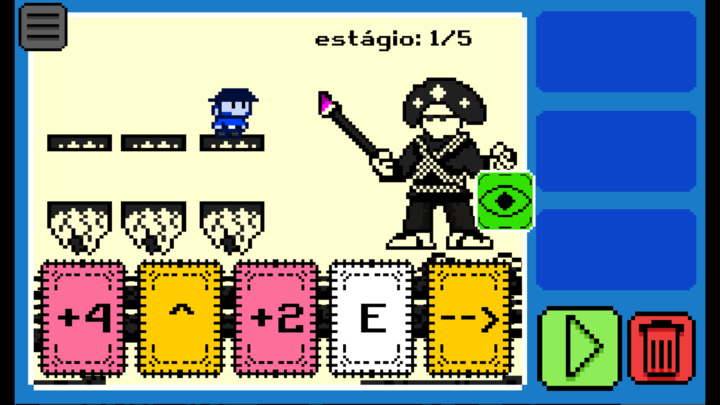 estágio: 1/5
+4 ^ +2 E -->